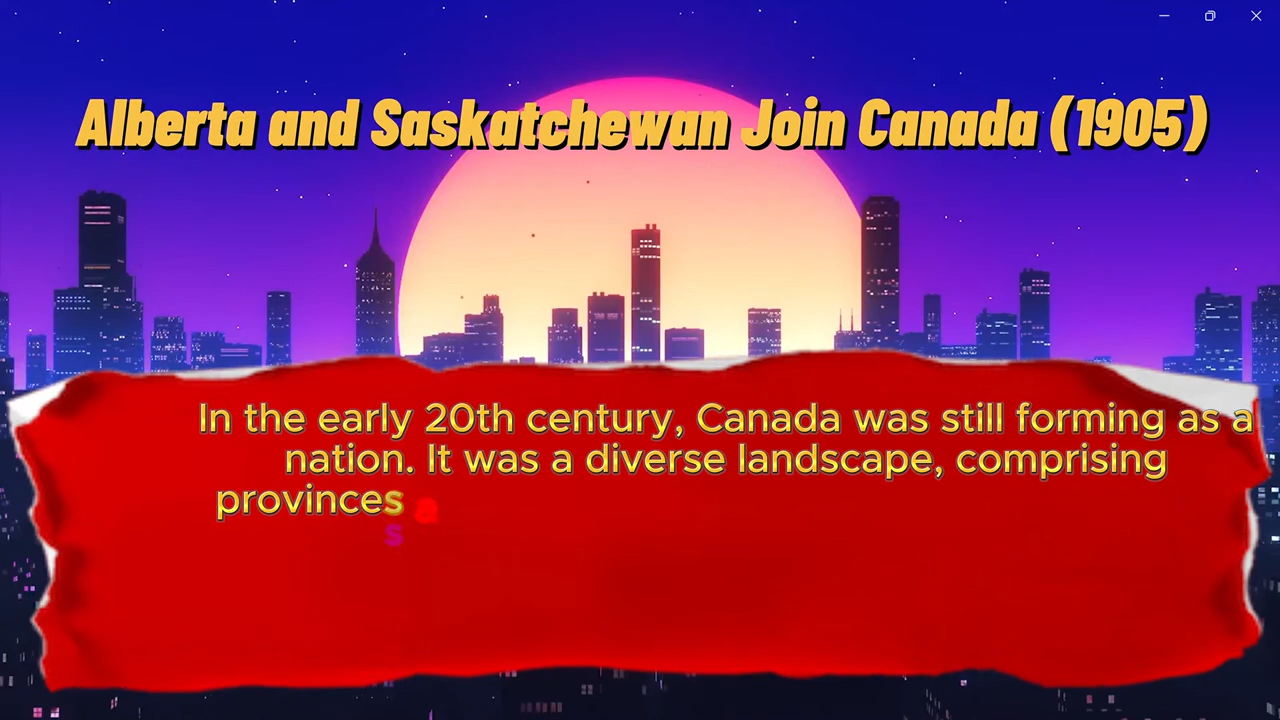 Alberta and Saskatchewan Join Canada (1905)
In the early 20th century, Canada was still forming as a
nation. It was a diverse landscape, comprising
provinces a